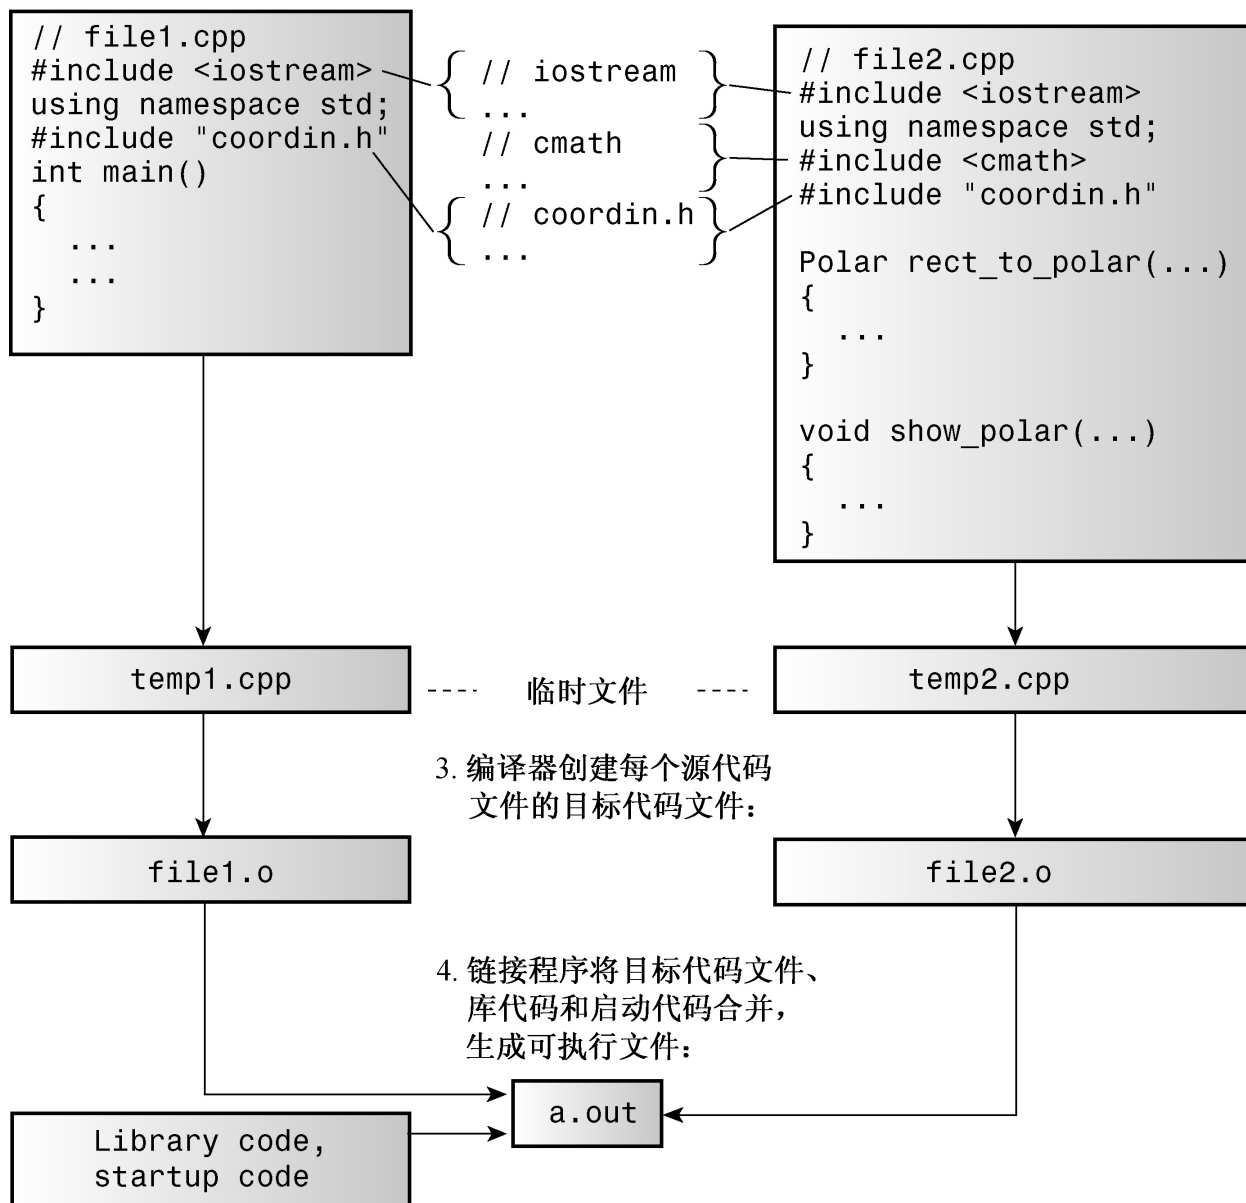 // file1.cpp
#include <iostream>
using namespace std;
#include "coordin.h"
int main()
{
  ...
  ...
}
// iostream
...
// cmath
...
// coordin.h
...
// file2.cpp
#include <iostream>
using namespace std;
#include <cmath>
#include "coordin.h"
Polar rect_to_polar(...)
{
  ...
}
void show_polar(...)
{
  ...
}
temp1.cpp
临时文件
temp2.cpp
3. 编译器创建每个源代码
文件的目标代码文件：
file1.o
file2.o
4. 链接程序将目标代码文件、
库代码和启动代码合并，
生成可执行文件：
a.out
Library code,
startup code